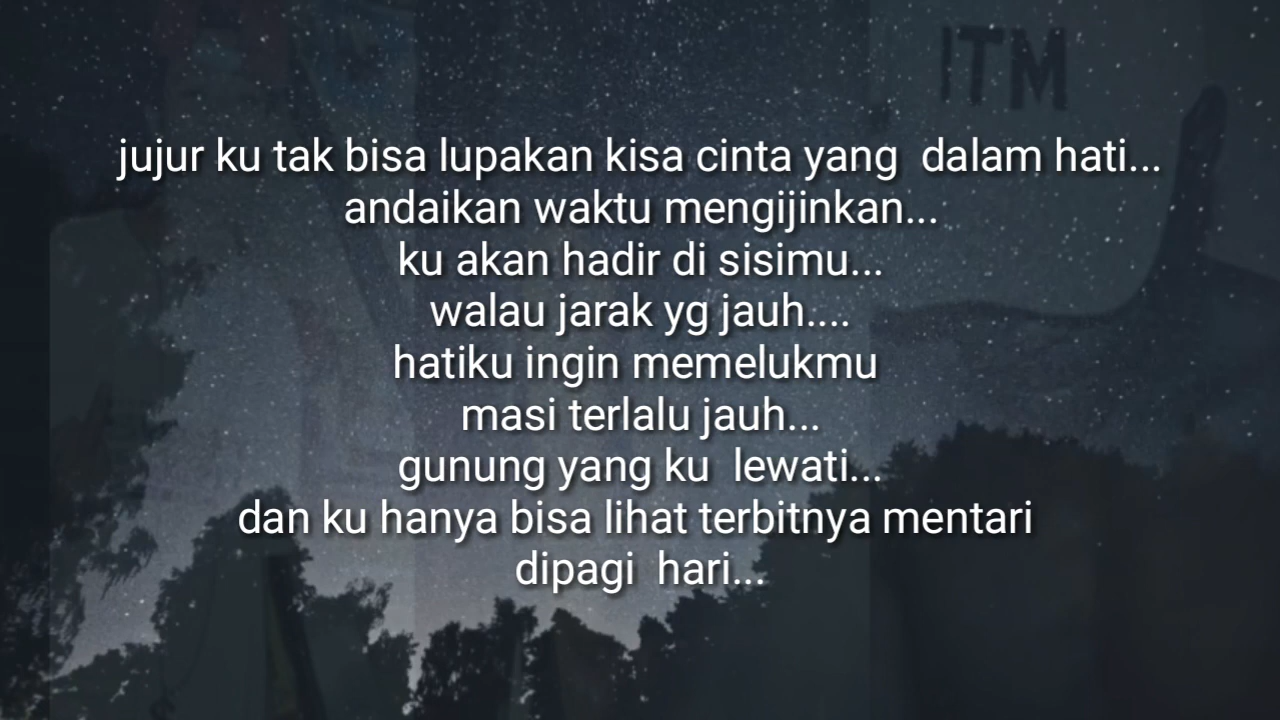 ITM
jujur ku tak bisa lupakan kisa cinta yang  dalam hati...
andaikan waktu mengijinkan...
ku akan hadir di sisimu...
walau jarak yg jauh....
hatiku ingin memelukmu
masi terlalu jauh...
gunung yang ku  lewati...
dan ku hanya bisa lihat terbitnya mentari
dipagi  hari...